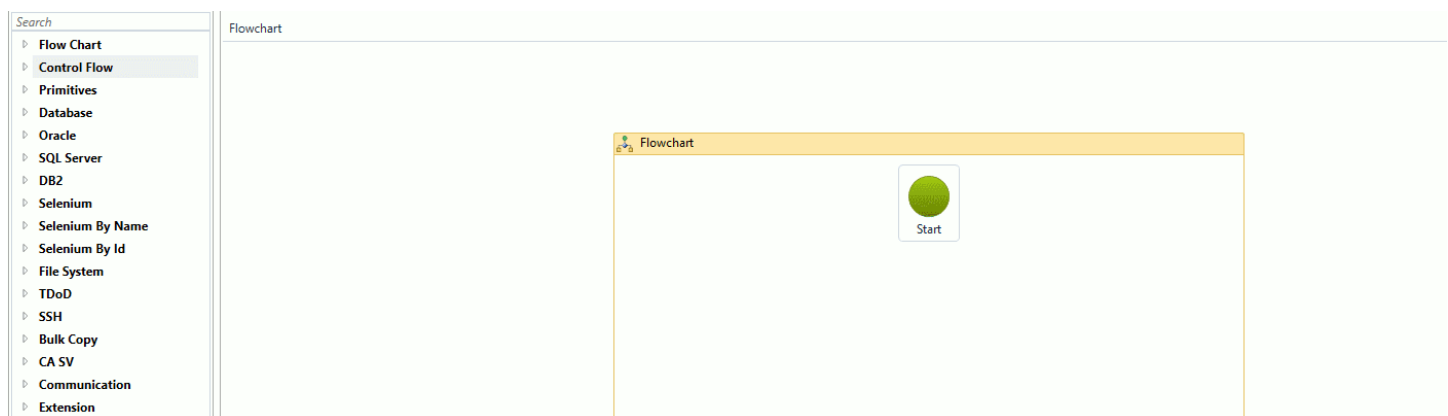 Search
Flow Chart
Control Flow
Primitives
Database
Oracle
SQL Server
DB2
Selenium
Selenium By Name
Selenium By Id
File System
TDoD
SSH
Bulk Copy
CA SV
Communication
Extension
Flowchart
Flowchart
Start